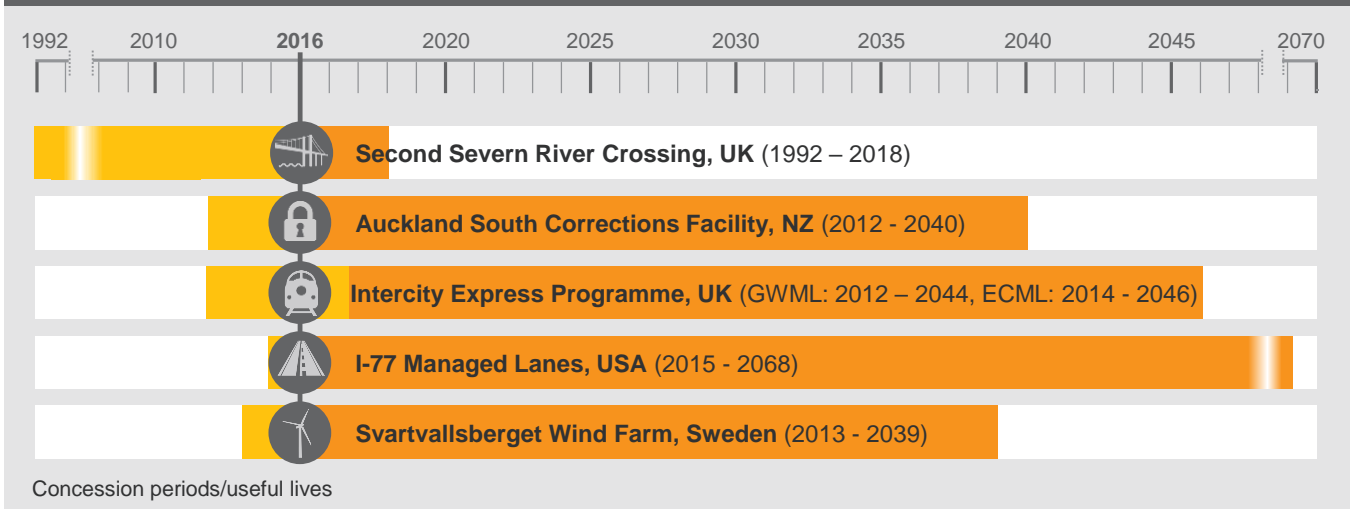 1992 2010 2016 2020 2025 2030 2035 2040 2045 2070
Second Severn River Crossing, UK (1992 – 2018)
Auckland South Corrections Facility, NZ (2012 - 2040)
Intercity Express Programme, UK (GWML: 2012 – 2044, ECML: 2014 - 2046)
I-77 Managed Lanes, USA (2015 - 2068)
Svartvallsberget Wind Farm, Sweden (2013 - 2039)
Concession periods/useful lives